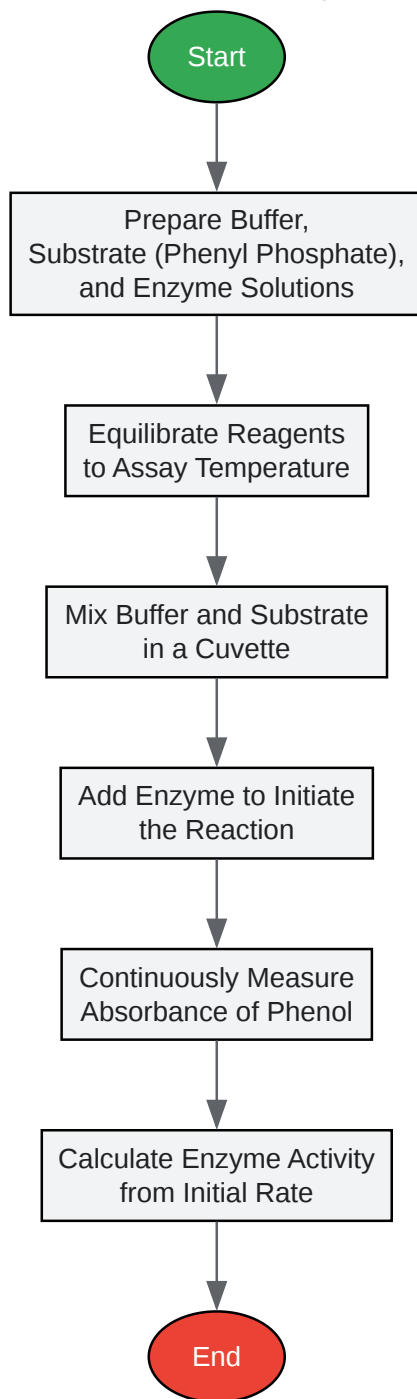 Start
Prepare Buffer,
Substrate (Phenyl Phosphate),
and Enzyme Solutions
Equilibrate Reagents
to Assay Temperature
Mix Buffer and Substrate
in a Cuvette
Add Enzyme to Initiate
the Reaction
Continuously Measure
Absorbance of Phenol
Calculate Enzyme Activity
from Initial Rate
End